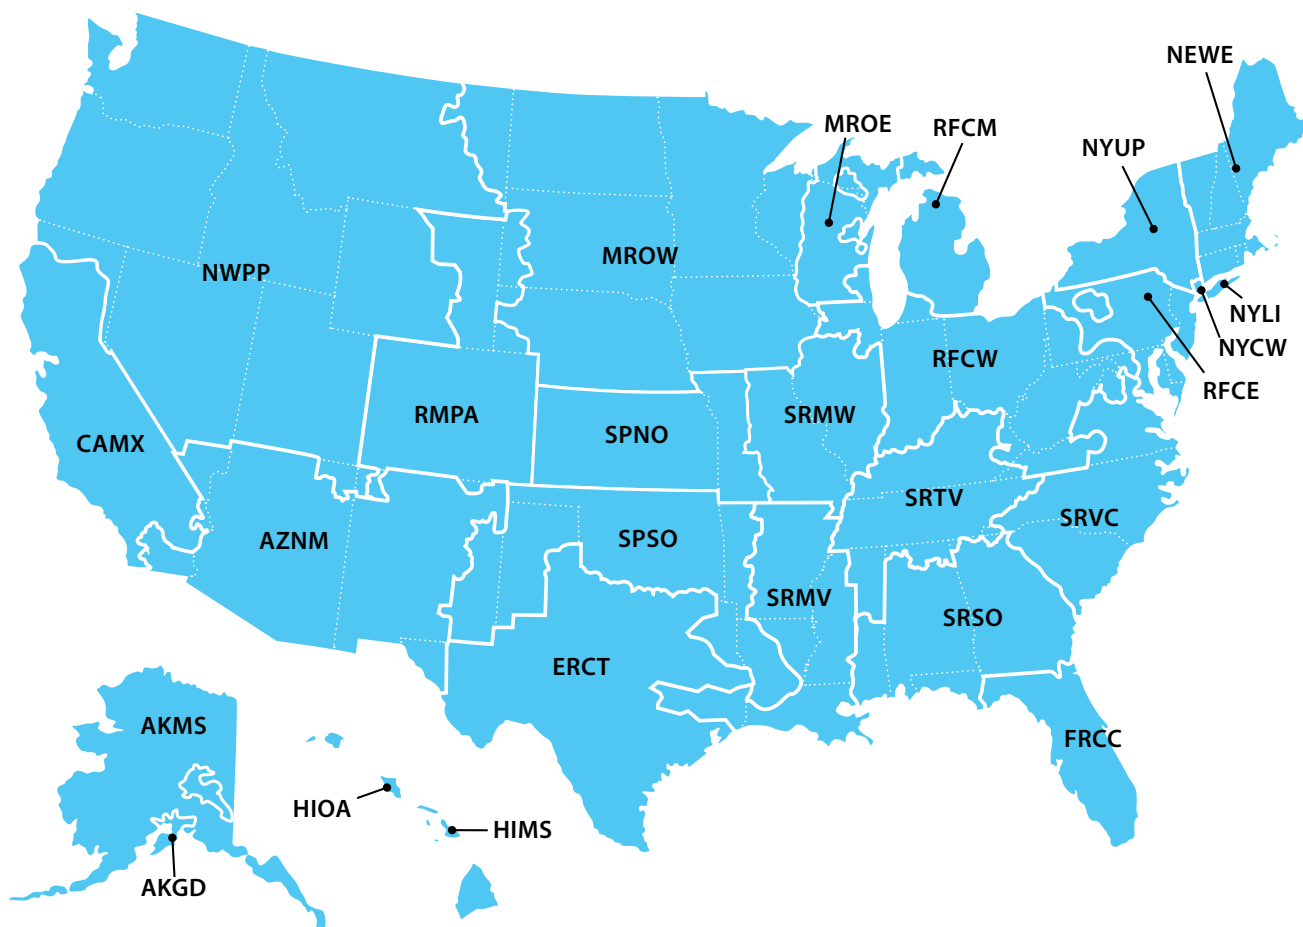 NEWE
MROE
RFCM
NYUP
MROW
NWPP
NYLI
NYCW
RFCW
RFCE
RMPA
SRMW
SPNO
CAMX
SRTV
SRVC
SPSO
AZNM
SRMV
SRSO
ERCT
AKMS
FRCC
HIOA
HIMS
AKGD